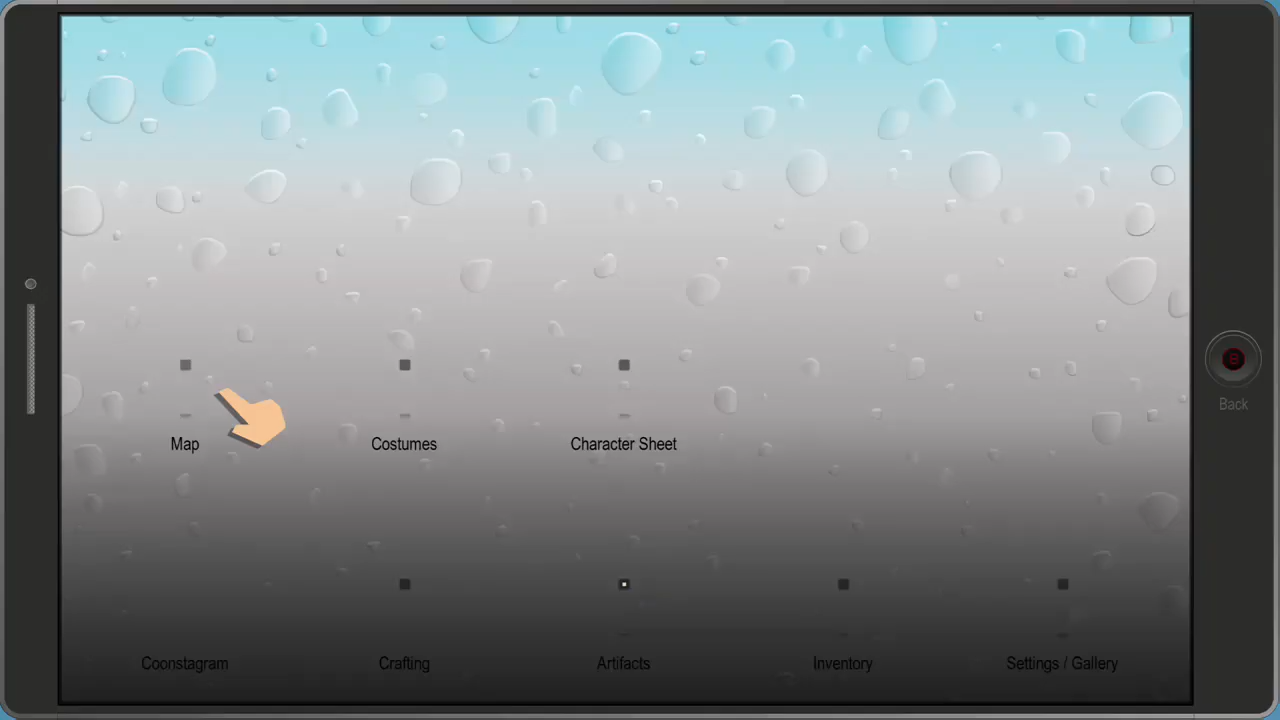 B
Back
Map
Costumes
Character Sheet
Coonstagram
Crafting
Artifacts
Inventory
Settings / Gallery